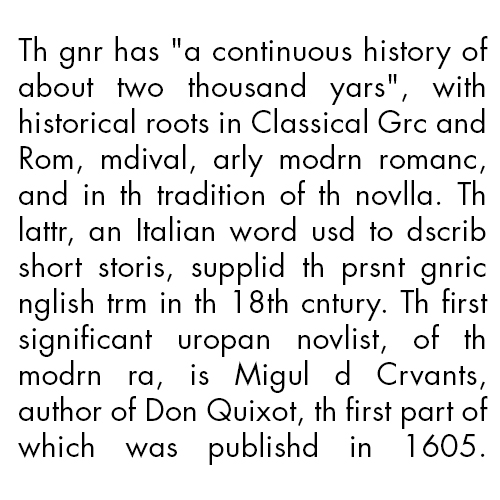 Th gnr has "a continuous history of
about two thousand yars", with
historical roots in Classical Grc and
Rom, mdival, arly modrn romanc,
and in th tradition of th novlla. Th
lattr, an Italian word usd to dscrib
short storis, supplid th prsnt gnric
nglish trm in th 18th cntury. Th first
significant uropan novlist, of th
modrn ra, is Migul d Crvants,
author of Don Quixot, th first part of
which was publishd in 1605.